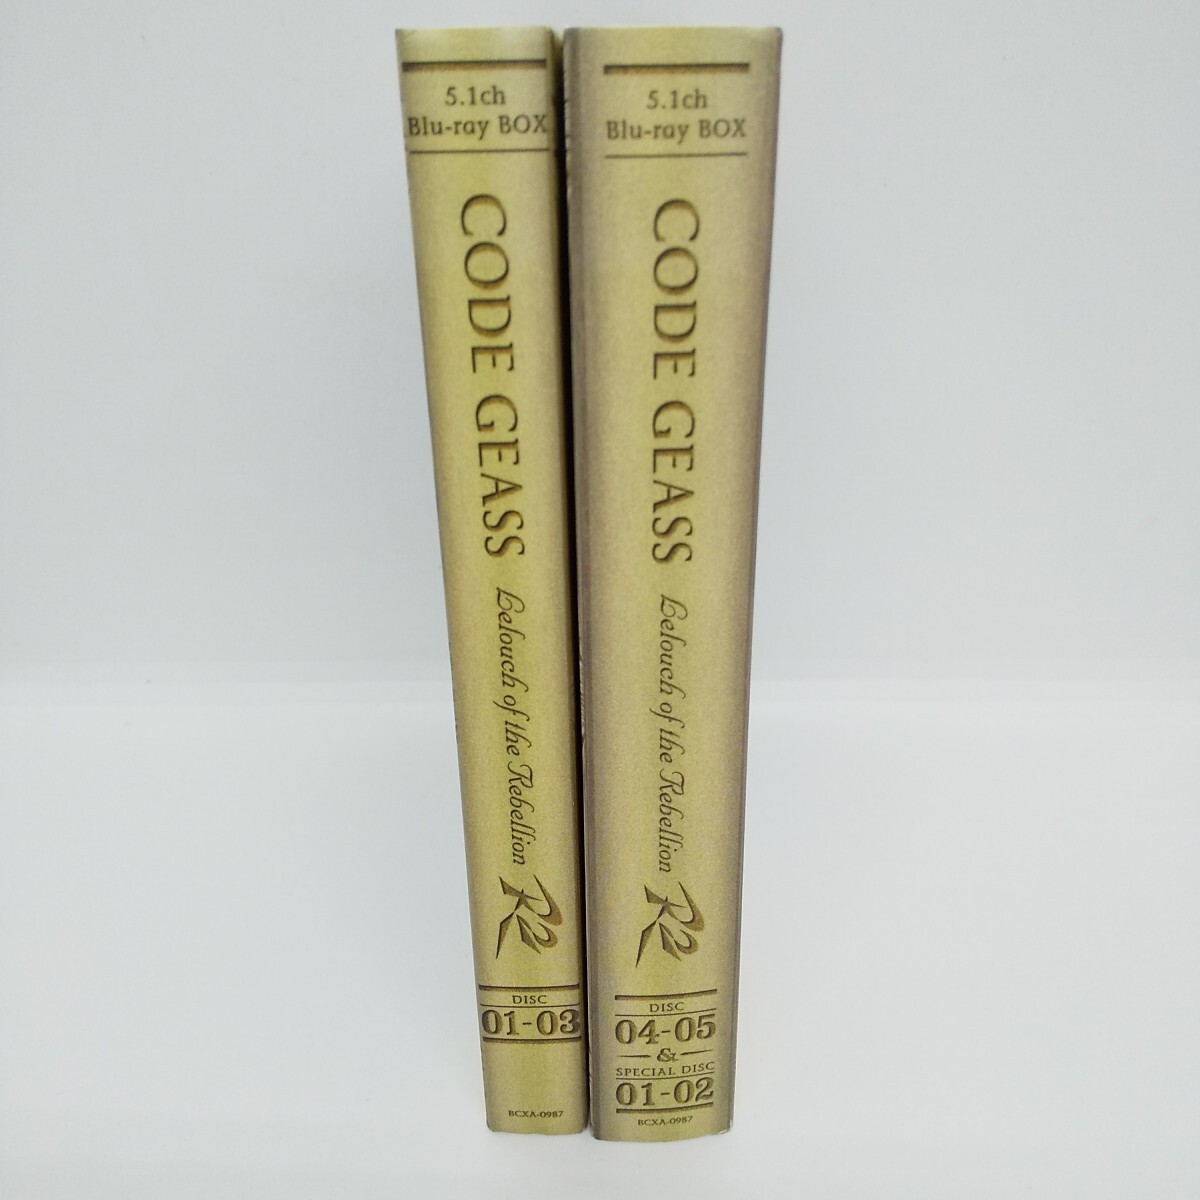 5.1ch
Blu-ray BOX
CODE GEASS Lelouch of the Rebellion R2
DISC
01-03
BCXA-0987
5.1ch
Blu-ray BOX
CODE GEASS Lelouch of the Rebellion R2
DISC
04-05
&
SPECIAL DISC
01-02
BCXA-0987